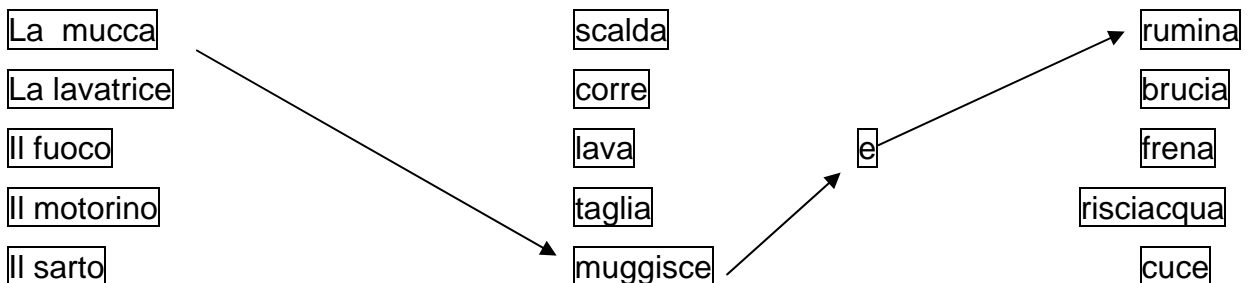 La mucca scalda rumina
La lavatrice corre brucia
Il fuoco lava e frena
Il motorino taglia risciacqua
Il sarto muggisce cuce